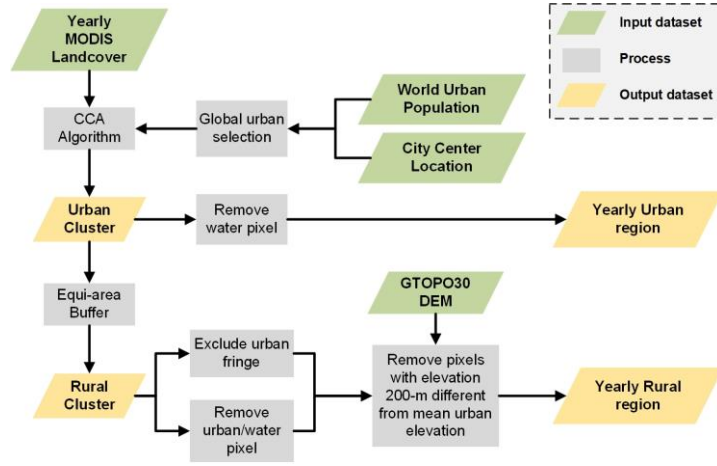 Yearly
MODIS
Landcover
Input dataset
Process
Output dataset
World Urban
Population
CCA
Algorithm
Global urban
selection
City Center
Location
Urban
Cluster
Remove
water pixel
Yearly Urban
region
Equi-area
Buffer
GTOPO30
DEM
Exclude urban
fringe
Rural
Cluster
Remove
urban/water
pixel
Remove pixels
with elevation
200-m different
from mean urban
elevation
Yearly Rural
region